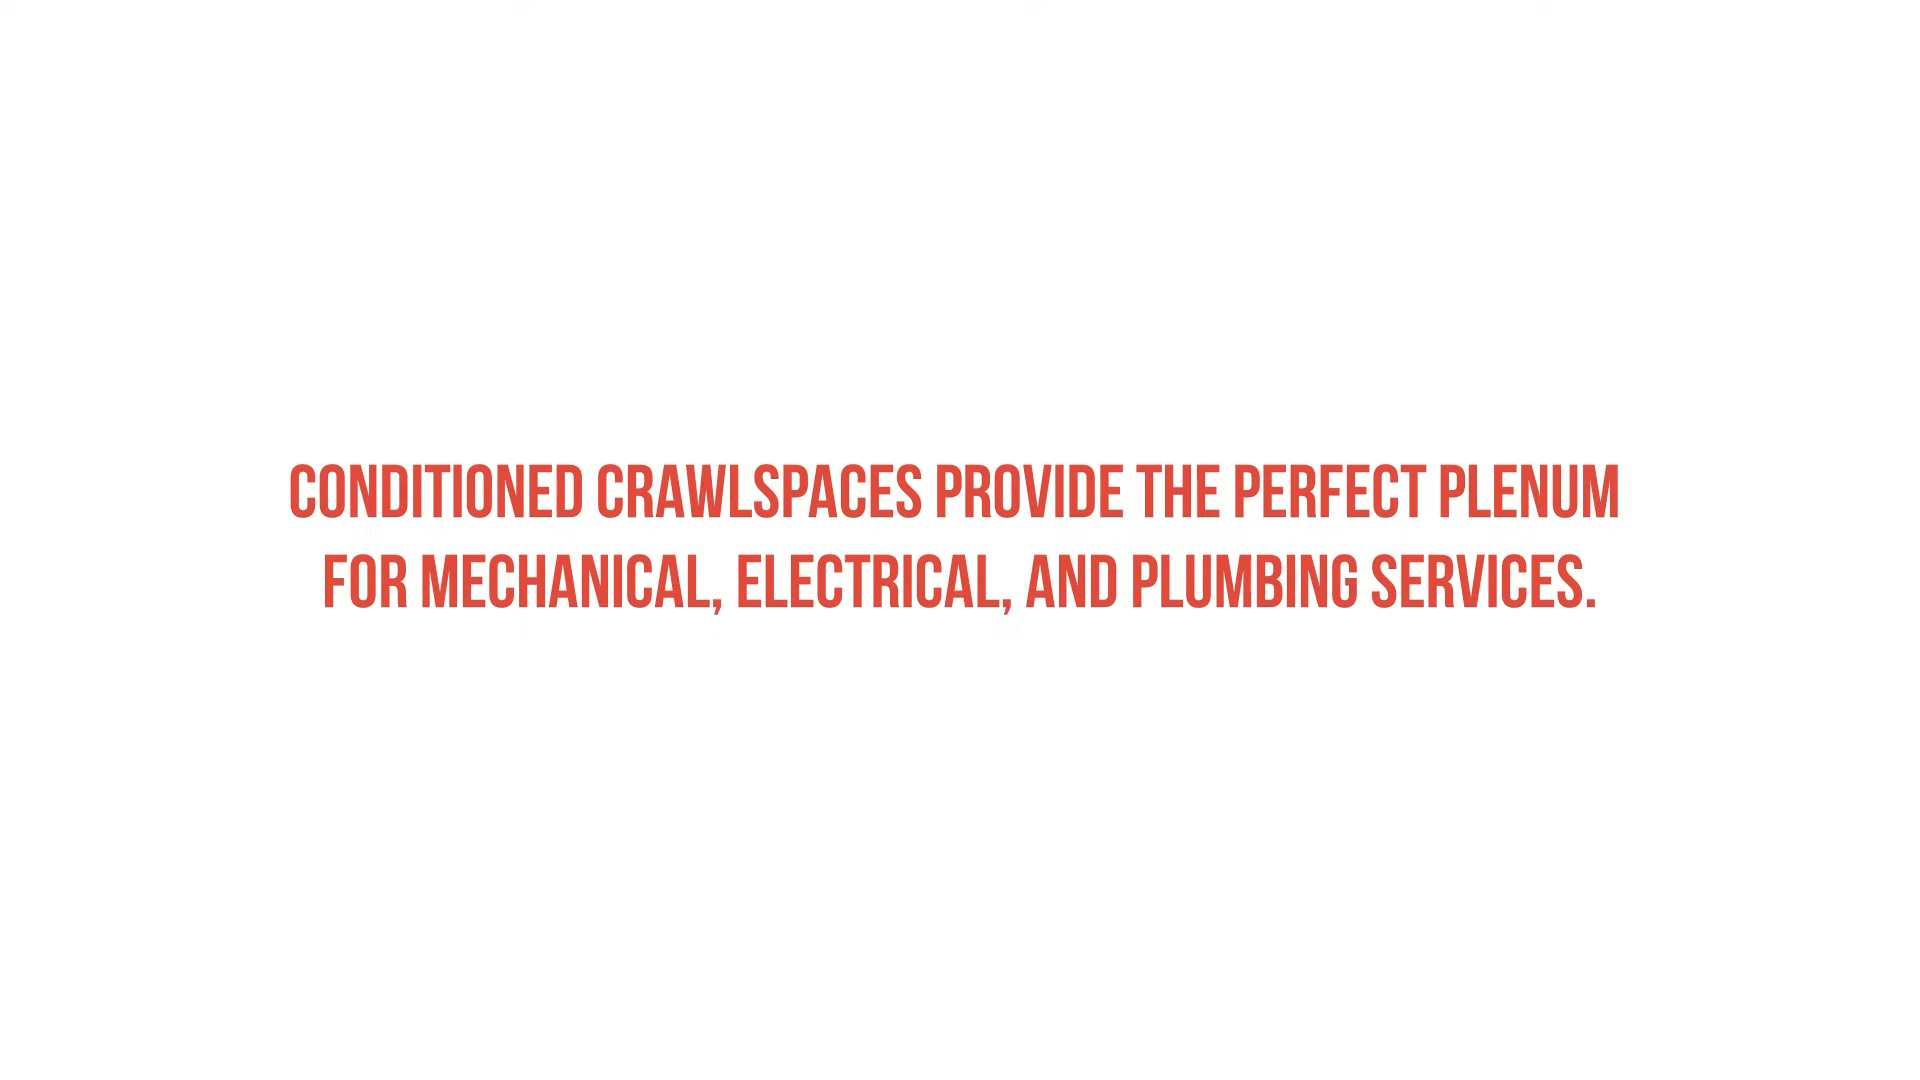 CONDITIONED CRAWLSPACES PROVIDE THE PERFECT PLENUM
FOR MECHANICAL, ELECTRICAL, AND PLUMBING SERVICES.